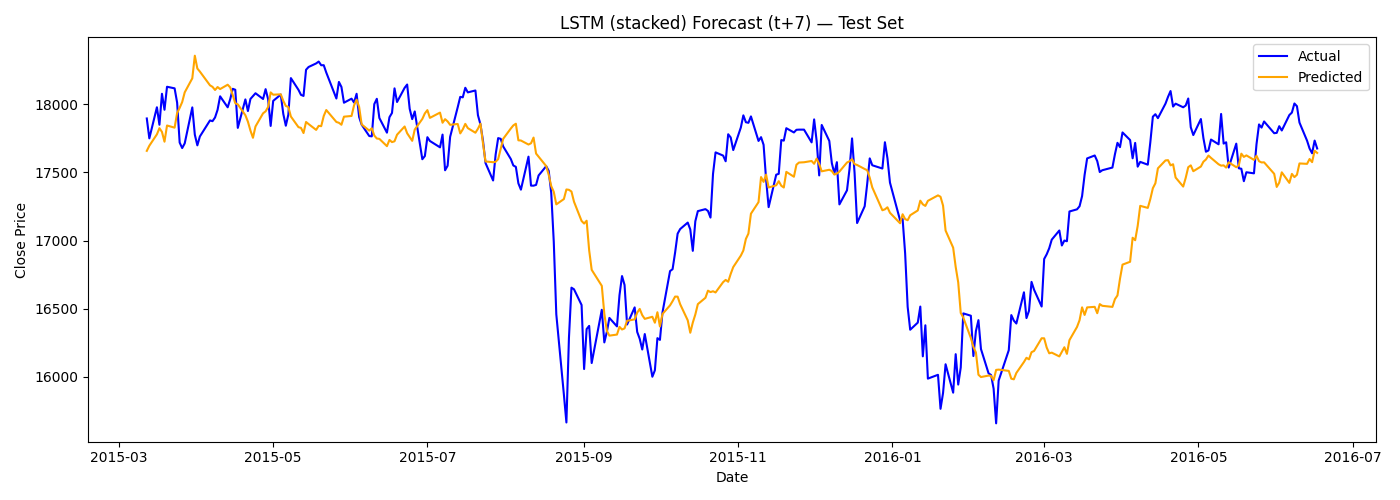 LSTM (stacked) Forecast (t+7) — Test Set
Actual
Predicted
Close Price
18000
17500
17000
16500
16000
2015-03
2015-05
2015-07
2015-09
2015-11
2016-01
2016-03
2016-05
2016-07
Date